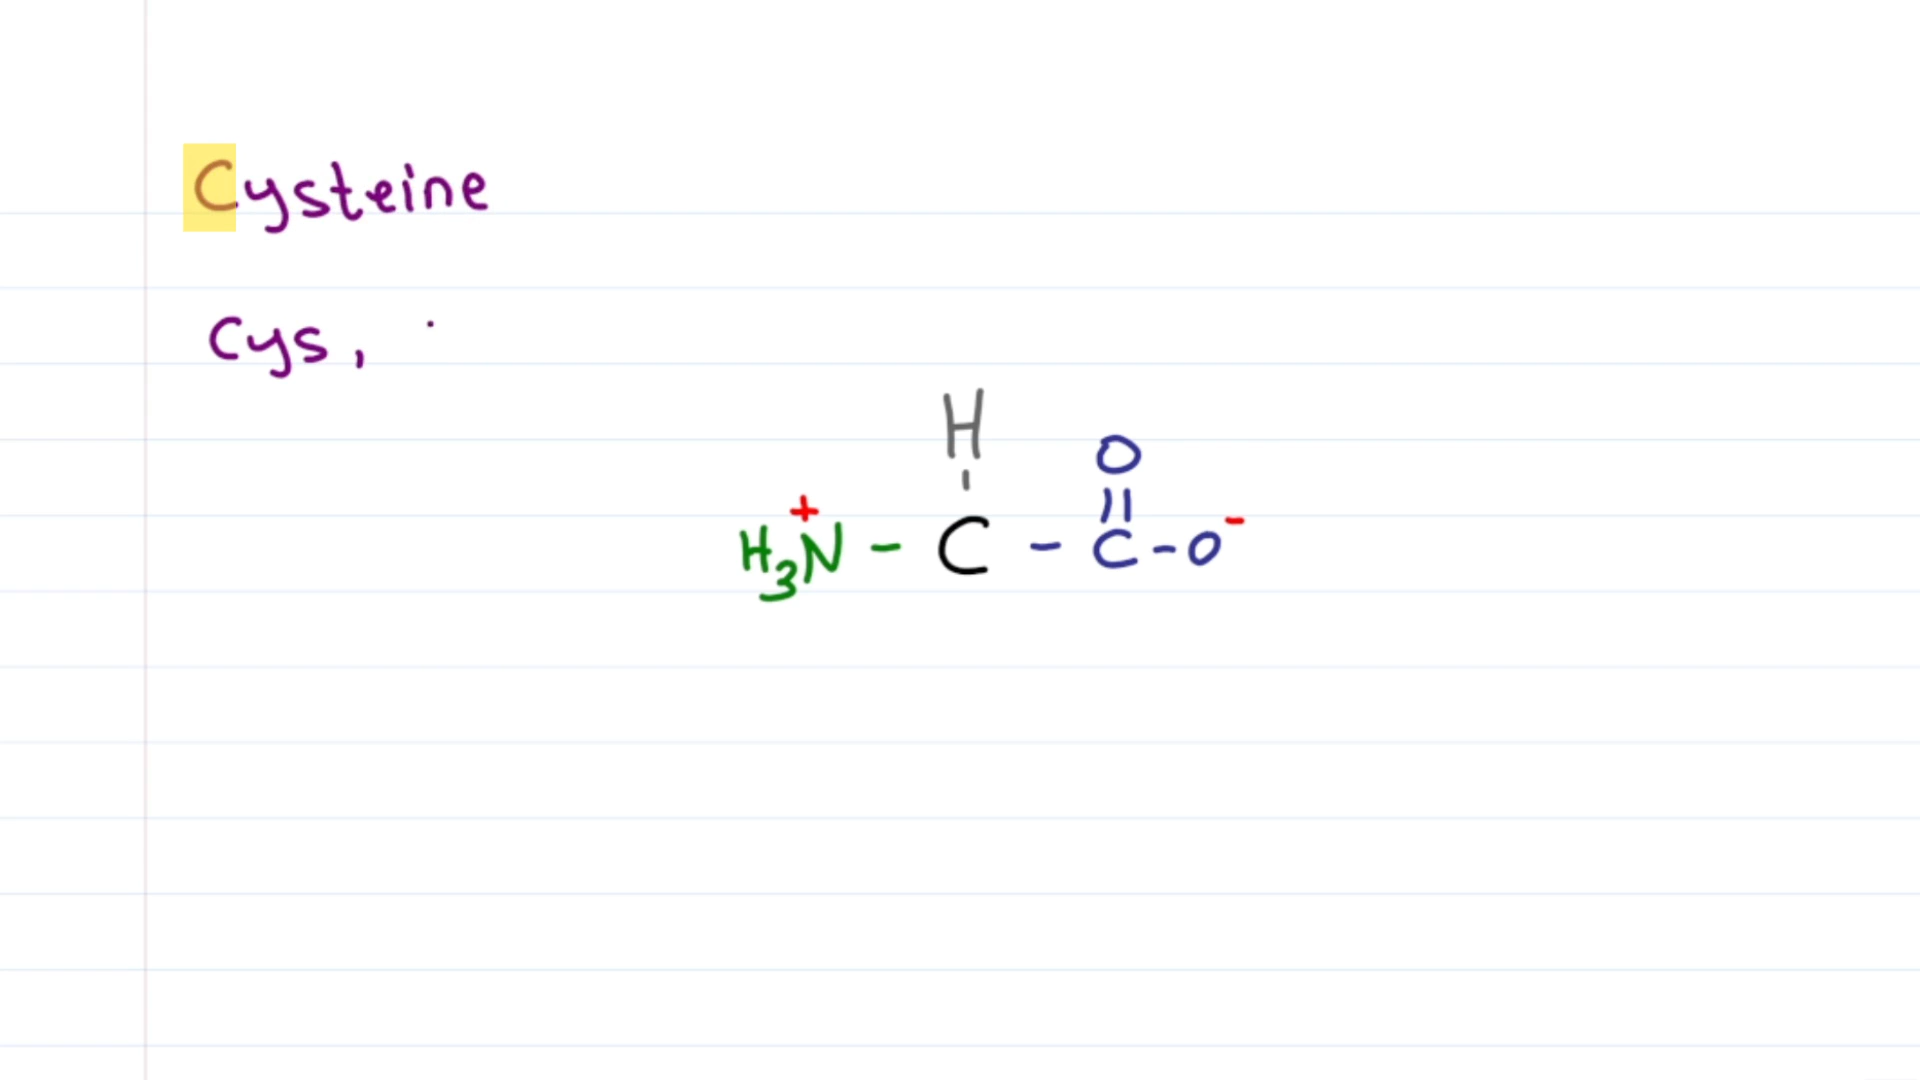 Cysteine
Cys,
H
O
||
H₃N⁺ - C - C - O⁻